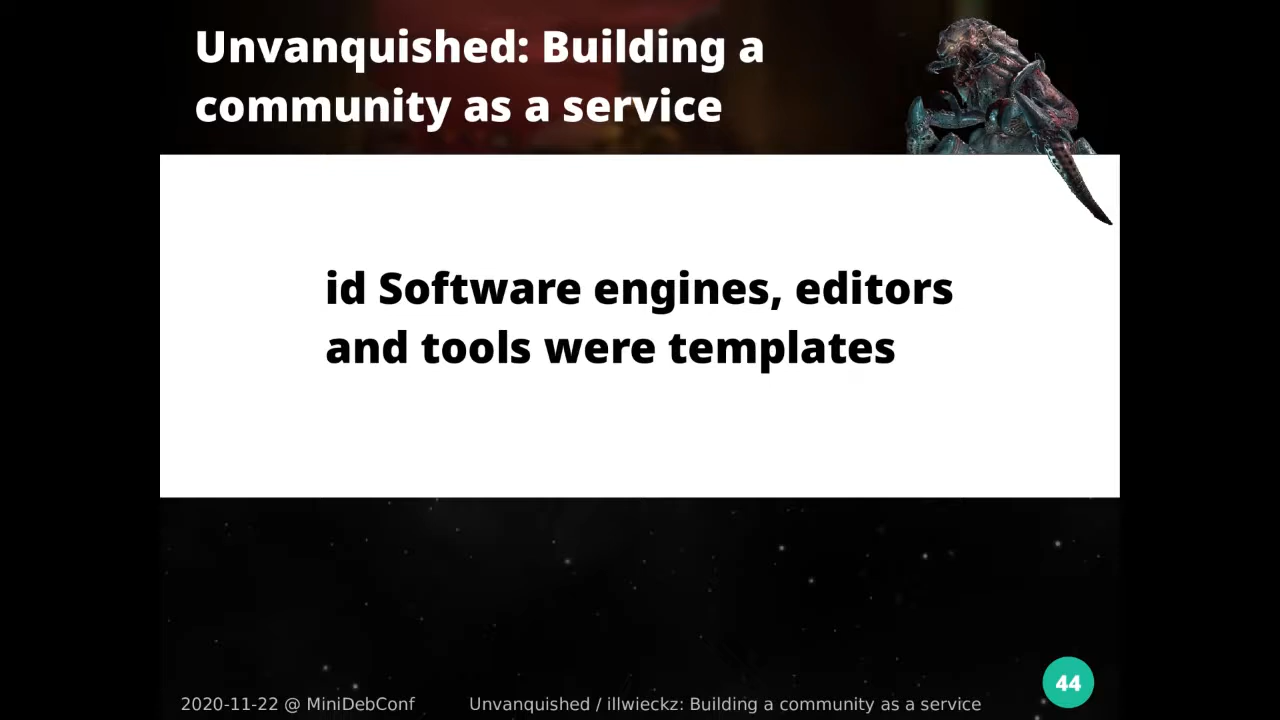 Unvanquished: Building a
community as a service
id Software engines, editors
and tools were templates
2020-11-22 @ MiniDebConf
Unvanquished / illwieckz: Building a community as a service
44